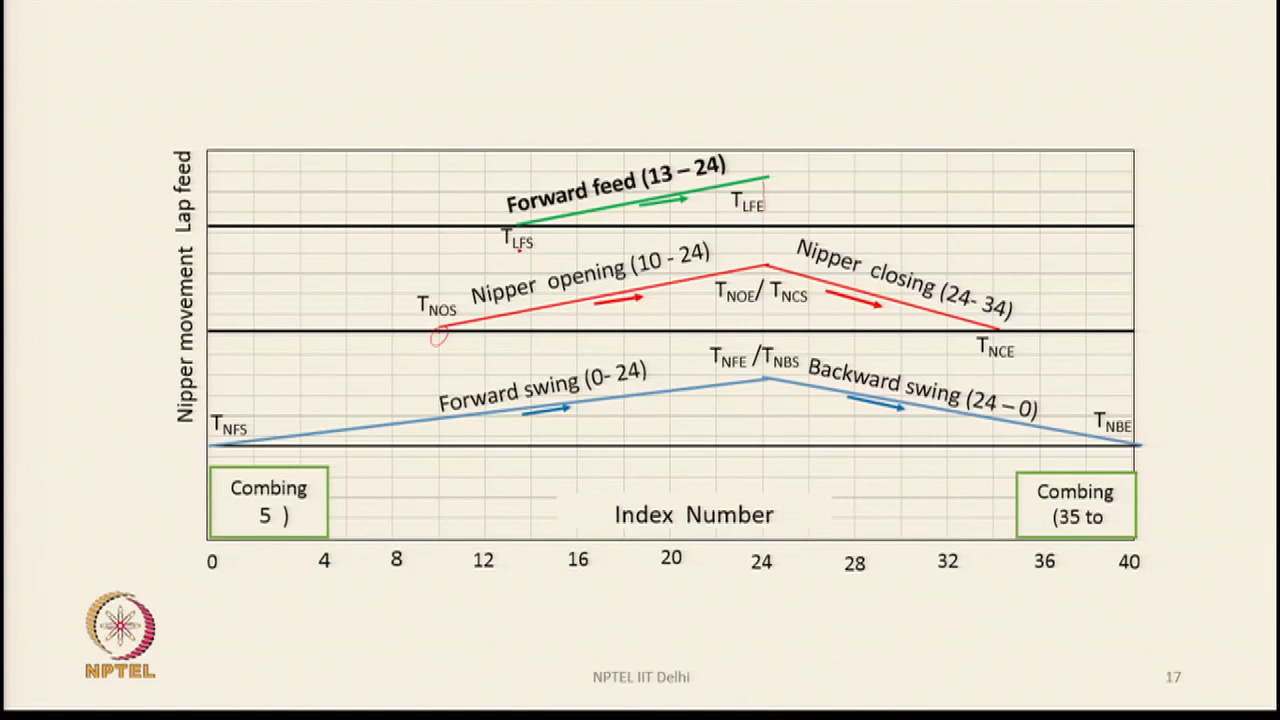 Lap feed
Nipper movement
Forward feed (13 – 24)
TLFE
TLFS
Nipper opening (10 - 24)
Nipper closing (24- 34)
TNOS
TNOE/ TNCS
TNCE
Forward swing (0- 24)
TNFE /TNBS
Backward swing (24 – 0)
TNFS
TNBE
Combing
5 )
Index Number
Combing
(35 to
0 4 8 12 16 20 24 28 32 36 40
NPTEL
NPTEL IIT Delhi
17